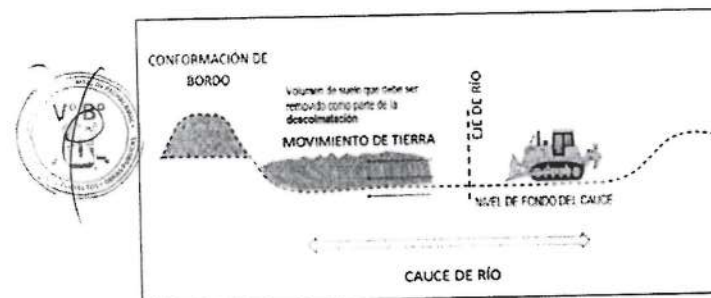 CONFORMACIÓN DE
BORDO
Volumen de suelo que debe ser
removido como parte de la
descolmatación
MOVIMIENTO DE TIERRA
EJE DE RÍO
NIVEL DE FONDO DEL CAUCE
CAUCE DE RÍO
V° B°